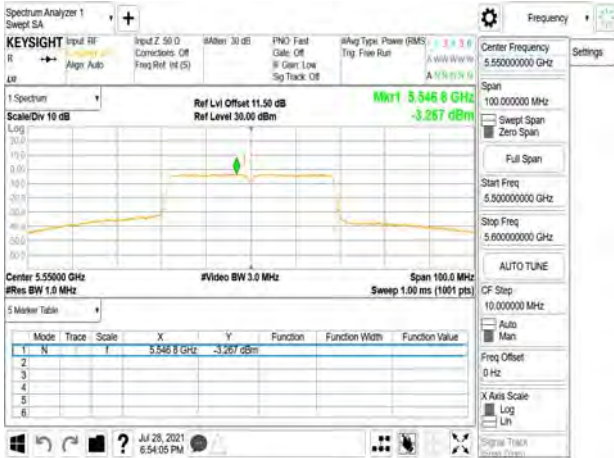 Spectrum Analyzer 1
Swept SA
+
Frequency
KEYSIGHT
Input: RF
Input Z: 50 Ω
#Atten: 30 dB
PNO: Fast
#Avg Type: Power (RMS)
R
Align: Auto
Corrections: Off
Gate: Off
Trig: Free Run
Freq Ref: Int (S)
IF Gain: Low
Sig Track: Off
A N N N N N
Center Frequency
5.550000000 GHz
Settings
1 Spectrum
Ref Lvl Offset 11.50 dB
Mkr1 5.546 8 GHz
Scale/Div 10 dB
Ref Level 30.00 dBm
-3.267 dBm
Log
Span
100.000000 MHz
Swept Span
Zero Span
Full Span
Start Freq
5.500000000 GHz
Stop Freq
5.600000000 GHz
AUTO TUNE
Center 5.55000 GHz
#Video BW 3.0 MHz
Span 100.0 MHz
#Res BW 1.0 MHz
Sweep 1.00 ms (1001 pts)
CF Step
10.000000 MHz
Auto
Man
5 Marker Table
Mode Trace Scale X Y Function Function Width Function Value
1 N f 5.546 8 GHz -3.267 dBm
2
3
4
5
6
Freq Offset
0 Hz
X Axis Scale
Log
Lin
Signal Track
Jul 28, 2021
6:54:05 PM
?